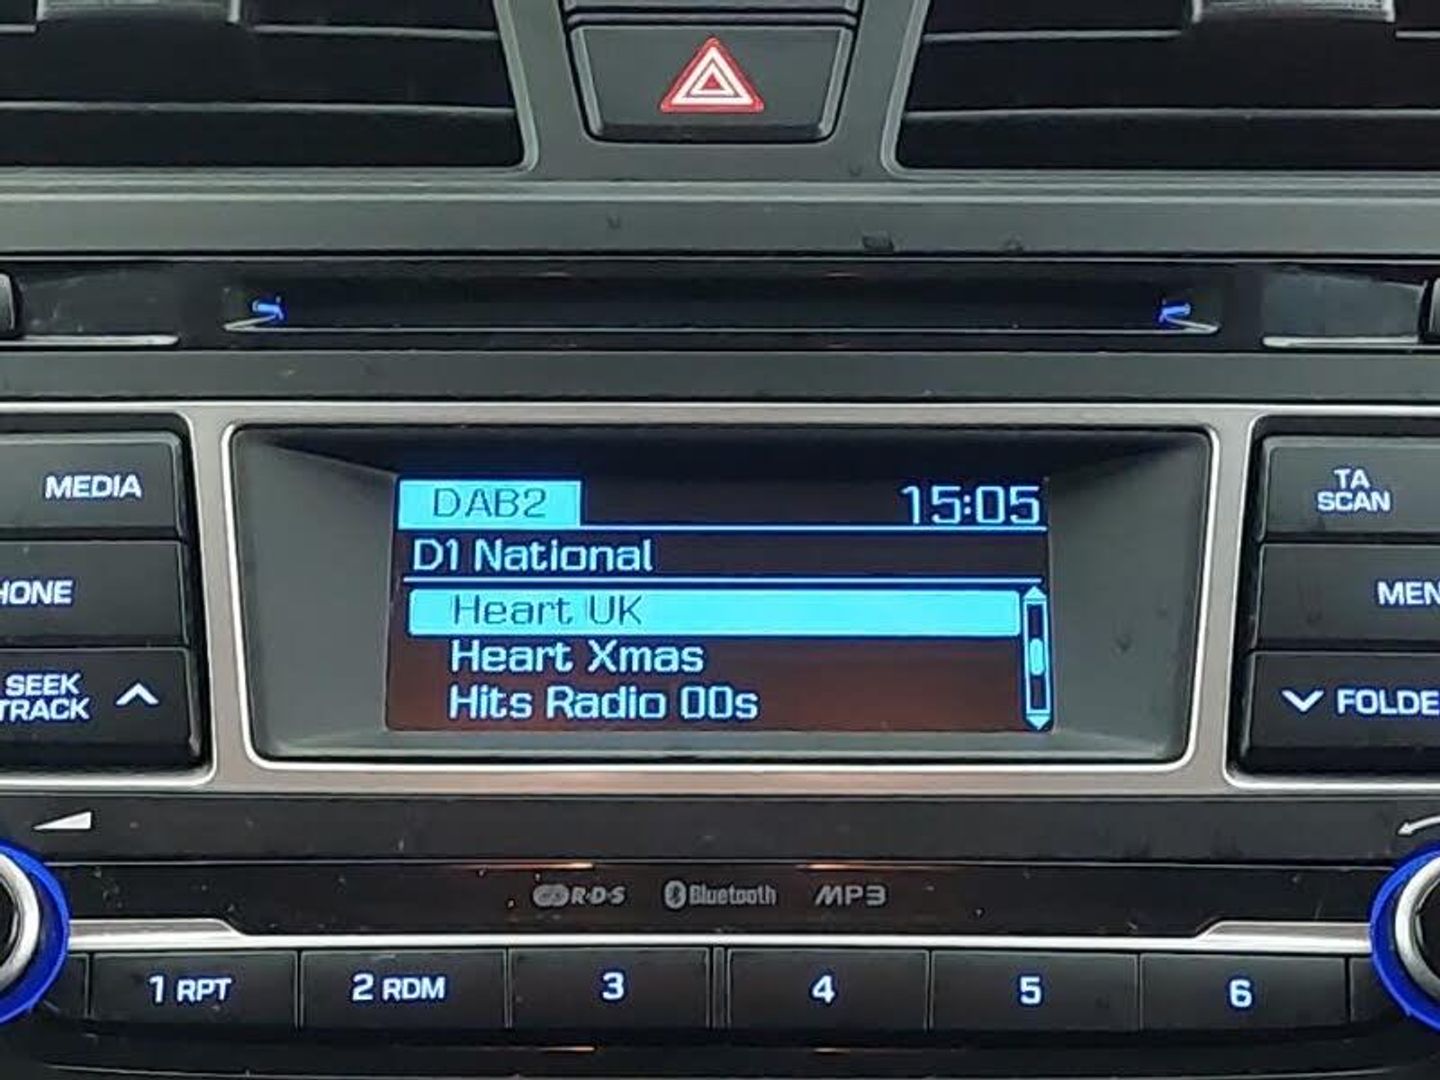 MEDIA
HONE
SEEK
TRACK
DAB2 15:05
D1 National
Heart UK
Heart Xmas
Hits Radio 00s
TA
SCAN
MEN
FOLDE
R·D·S Bluetooth MP3
1 RPT 2 RDM 3 4 5 6